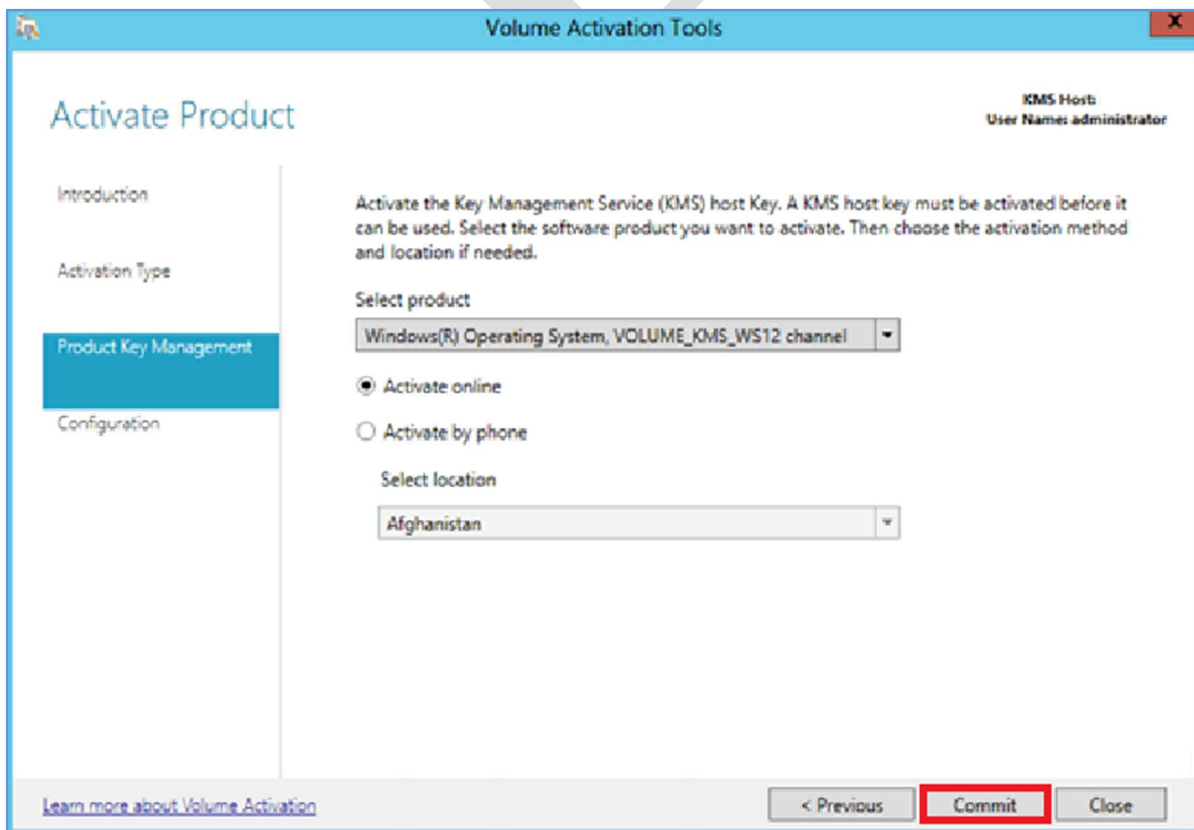 Volume Activation Tools
x
Activate Product
KMS Host:
User Name: administrator
Introduction
Activation Type
Product Key Management
Configuration
Activate the Key Management Service (KMS) host Key. A KMS host key must be activated before it
can be used. Select the software product you want to activate. Then choose the activation method
and location if needed.
Select product
Windows(R) Operating System, VOLUME_KMS_WS12 channel
Activate online
Activate by phone
Select location
Afghanistan
Learn more about Volume Activation
< Previous
Commit
Close